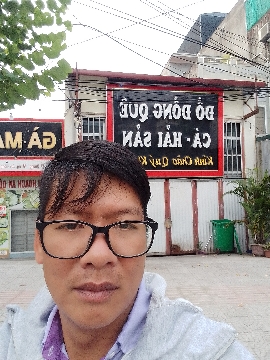 ĐỒ ĐỒNG QUÊ
CÁ - HẢI SẢN
Kính Chào Quý K
GÀ MA